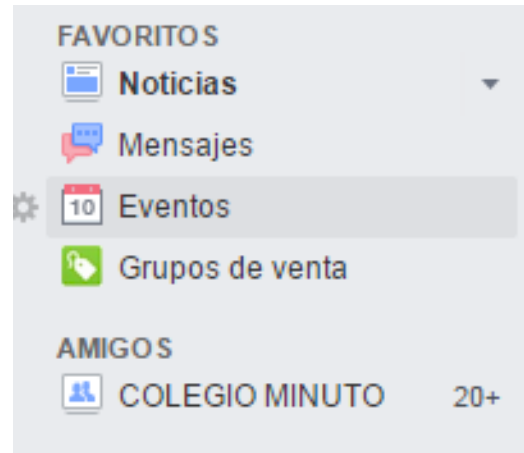 FAVORITOS
Noticias
Mensajes
10 Eventos
Grupos de venta
AMIGOS
COLEGIO MINUTO 20+